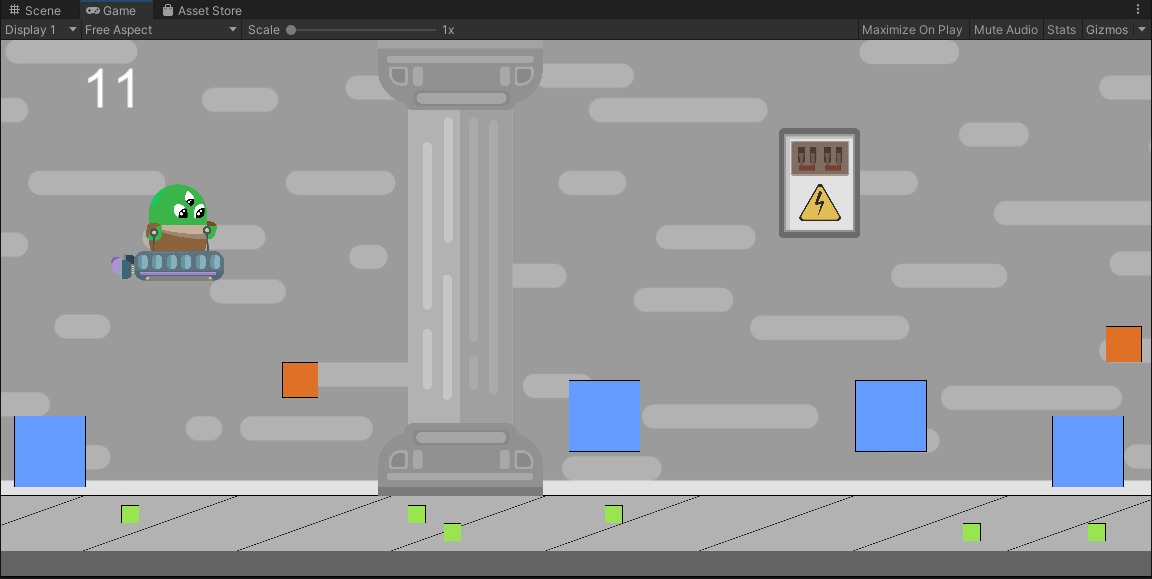 Scene Game Asset Store
Display 1 Free Aspect Scale 1x Maximize On Play Mute Audio Stats Gizmos
11